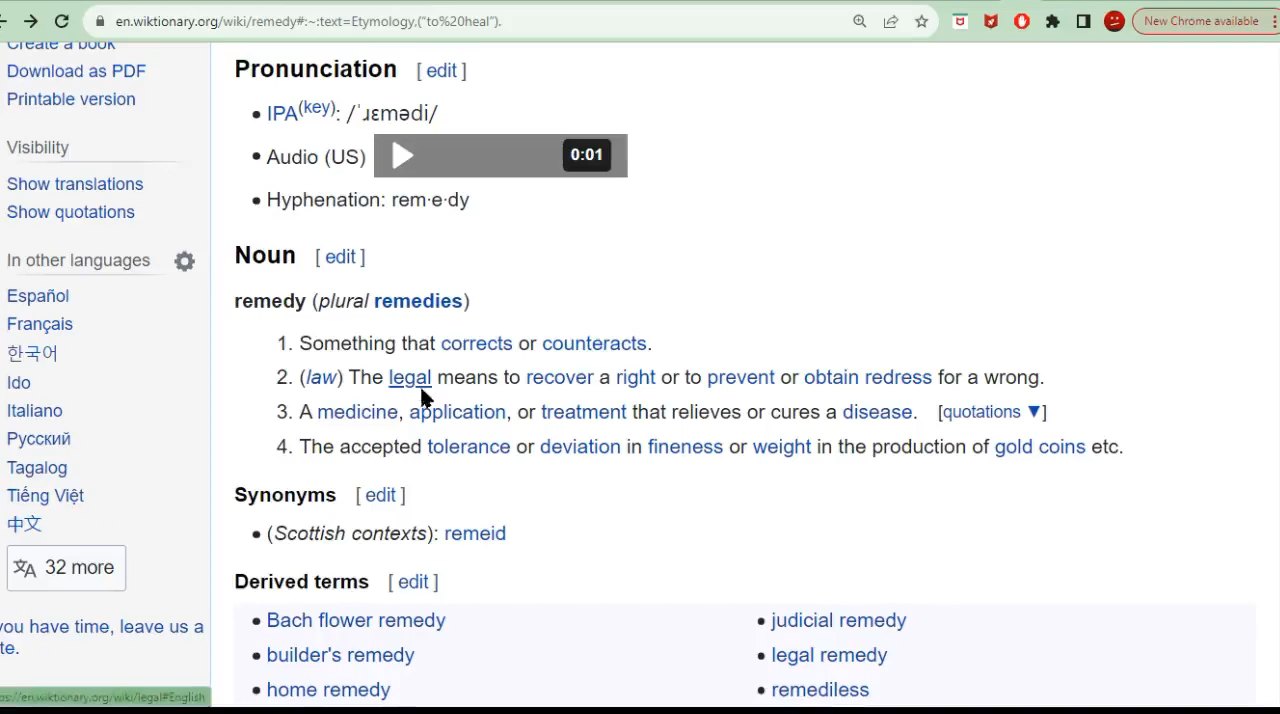 en.wiktionary.org/wiki/remedy#:~:text=Etymology,("to%20heal").
New Chrome available
Create a book
Download as PDF
Printable version
Visibility
Show translations
Show quotations
In other languages
Español
Français
한국어
Ido
Italiano
Русский
Tagalog
Tiếng Việt
中文
32 more
you have time, leave us a
te.
ps://en.wiktionary.org/wiki/legal#English
Pronunciation [ edit ]
• IPA(key): /ˈɹɛmədi/
• Audio (US) 0:01
• Hyphenation: rem·e·dy
Noun [ edit ]
remedy (plural remedies)
1. Something that corrects or counteracts.
2. (law) The legal means to recover a right or to prevent or obtain redress for a wrong.
3. A medicine, application, or treatment that relieves or cures a disease. [quotations ▼]
4. The accepted tolerance or deviation in fineness or weight in the production of gold coins etc.
Synonyms [ edit ]
• (Scottish contexts): remeid
Derived terms [ edit ]
• Bach flower remedy
• builder's remedy
• home remedy
• judicial remedy
• legal remedy
• remediless